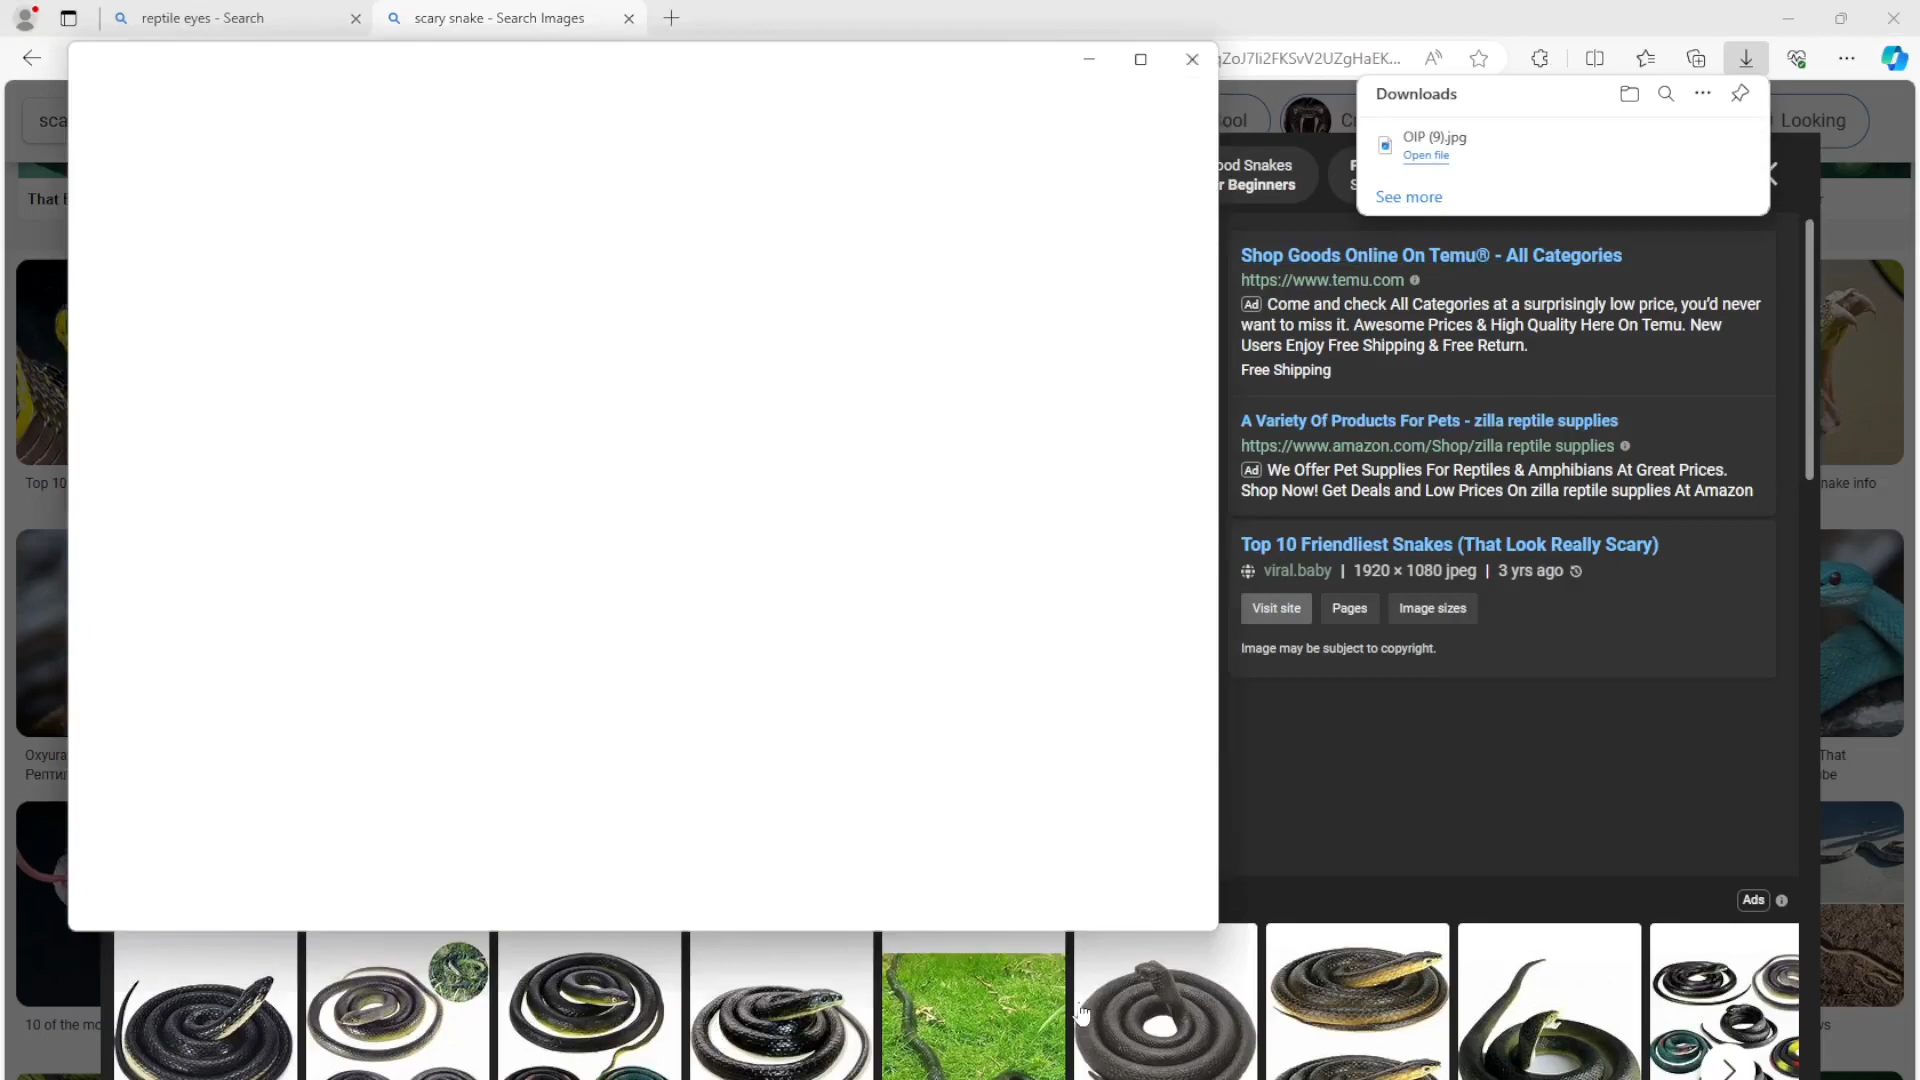 reptile eyes - Search
scary snake - Search Images
qZoJ7Ii2FKSvV2UZgHaEK...
Downloads
OIP (9).jpg
Open file
See more
sca
ool
Looking
ood Snakes
r Beginners
That
Shop Goods Online On Temu® - All Categories
https://www.temu.com
Ad Come and check All Categories at a surprisingly low price, you'd never
want to miss it. Awesome Prices & High Quality Here On Temu. New
Users Enjoy Free Shipping & Free Return.
Free Shipping
A Variety Of Products For Pets - zilla reptile supplies
https://www.amazon.com/Shop/zilla reptile supplies
Ad We Offer Pet Supplies For Reptiles & Amphibians At Great Prices.
Shop Now! Get Deals and Low Prices On zilla reptile supplies At Amazon
Top 10
nake info
Top 10 Friendliest Snakes (That Look Really Scary)
viral.baby | 1920 × 1080 jpeg | 3 yrs ago
Visit site
Pages
Image sizes
Image may be subject to copyright.
Oxyura
Рептил
That
be
Ads
10 of the mo